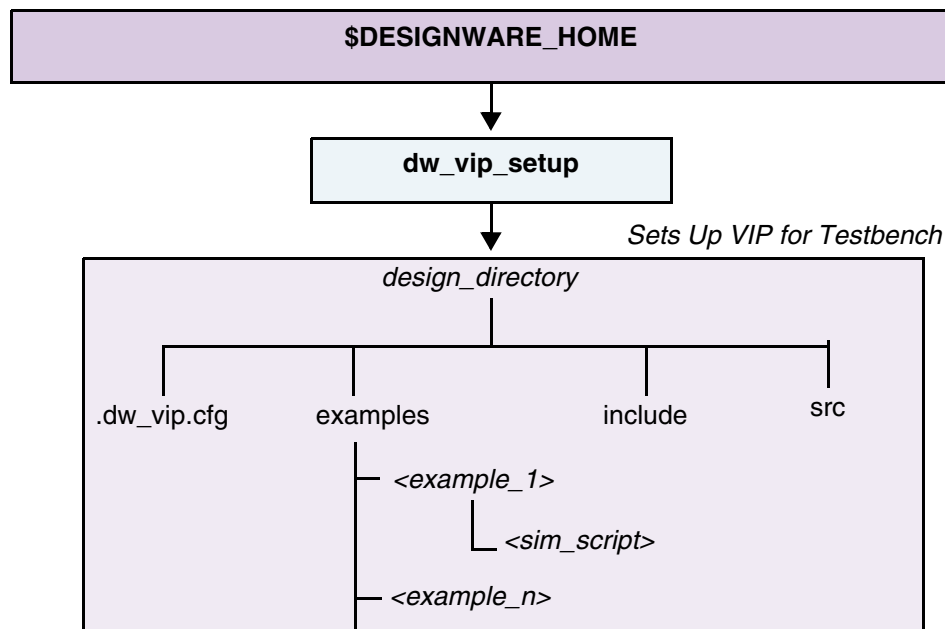 $DESIGNWARE_HOME
dw_vip_setup
Sets Up VIP for Testbench
design_directory
.dw_vip.cfg
examples
include
src
<example_1>
<sim_script>
<example_n>